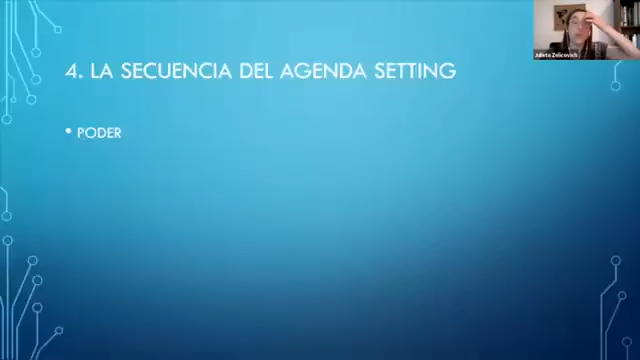 4. LA SECUENCIA DEL AGENDA SETTING
• PODER
Julieta Zelicovich